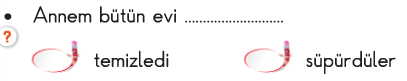 • Annem bütün evi ...........................
?
temizledi süpürdüler